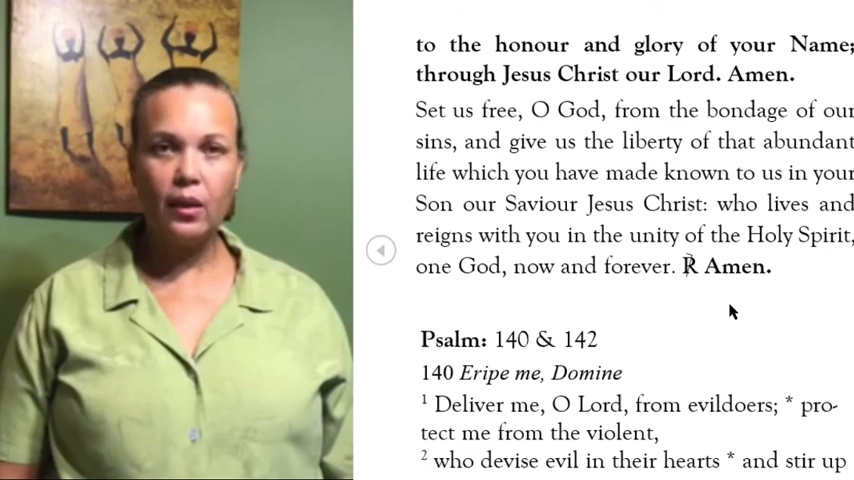 to the honour and glory of your Name;
through Jesus Christ our Lord. Amen.
Set us free, O God, from the bondage of our
sins, and give us the liberty of that abundant
life which you have made known to us in your
Son our Saviour Jesus Christ: who lives and
reigns with you in the unity of the Holy Spirit,
one God, now and forever. ℟ Amen.
Psalm: 140 & 142
140 Eripe me, Domine
¹ Deliver me, O Lord, from evildoers; * pro-
tect me from the violent,
² who devise evil in their hearts * and stir up